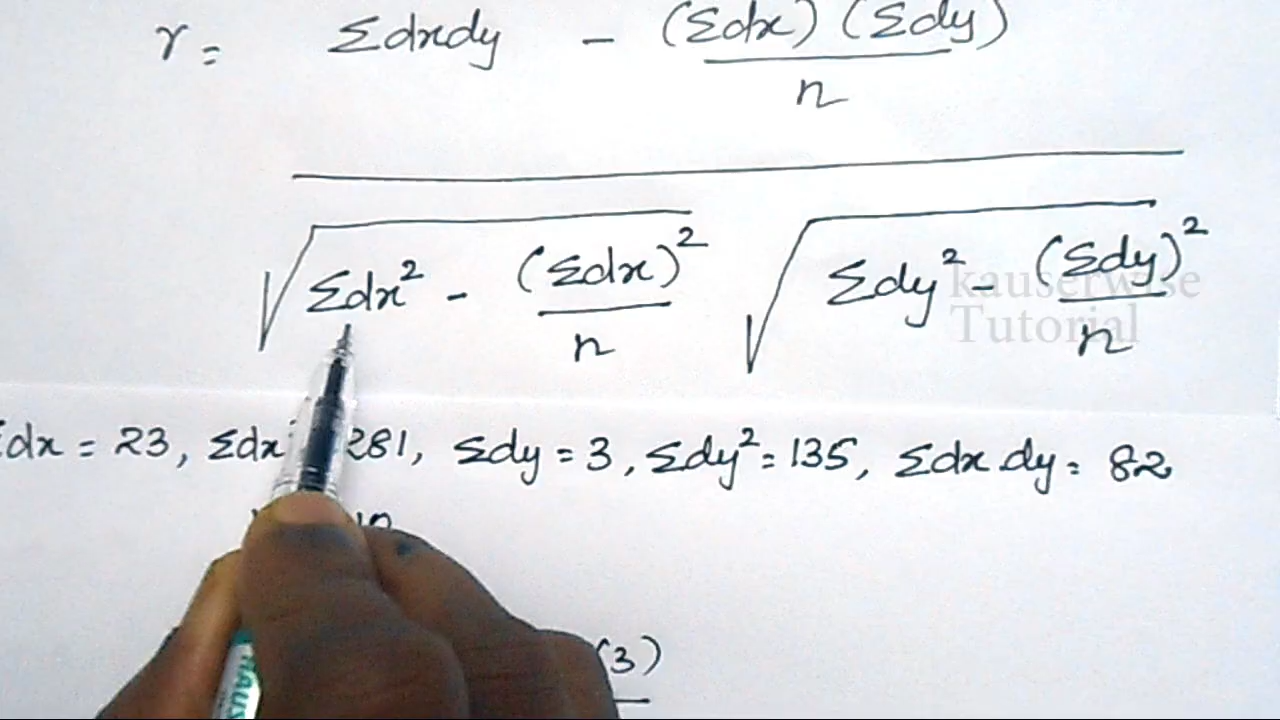 r = Σdxdy - (Σdx) (Σdy)
n
√Σdx² - (Σdx)² √Σdy² - (Σdy)²
n n
kauserwise
Tutorial
dx = 23, Σdx 281, Σdy = 3, Σdy² = 135, Σdx dy = 82
10
(3)